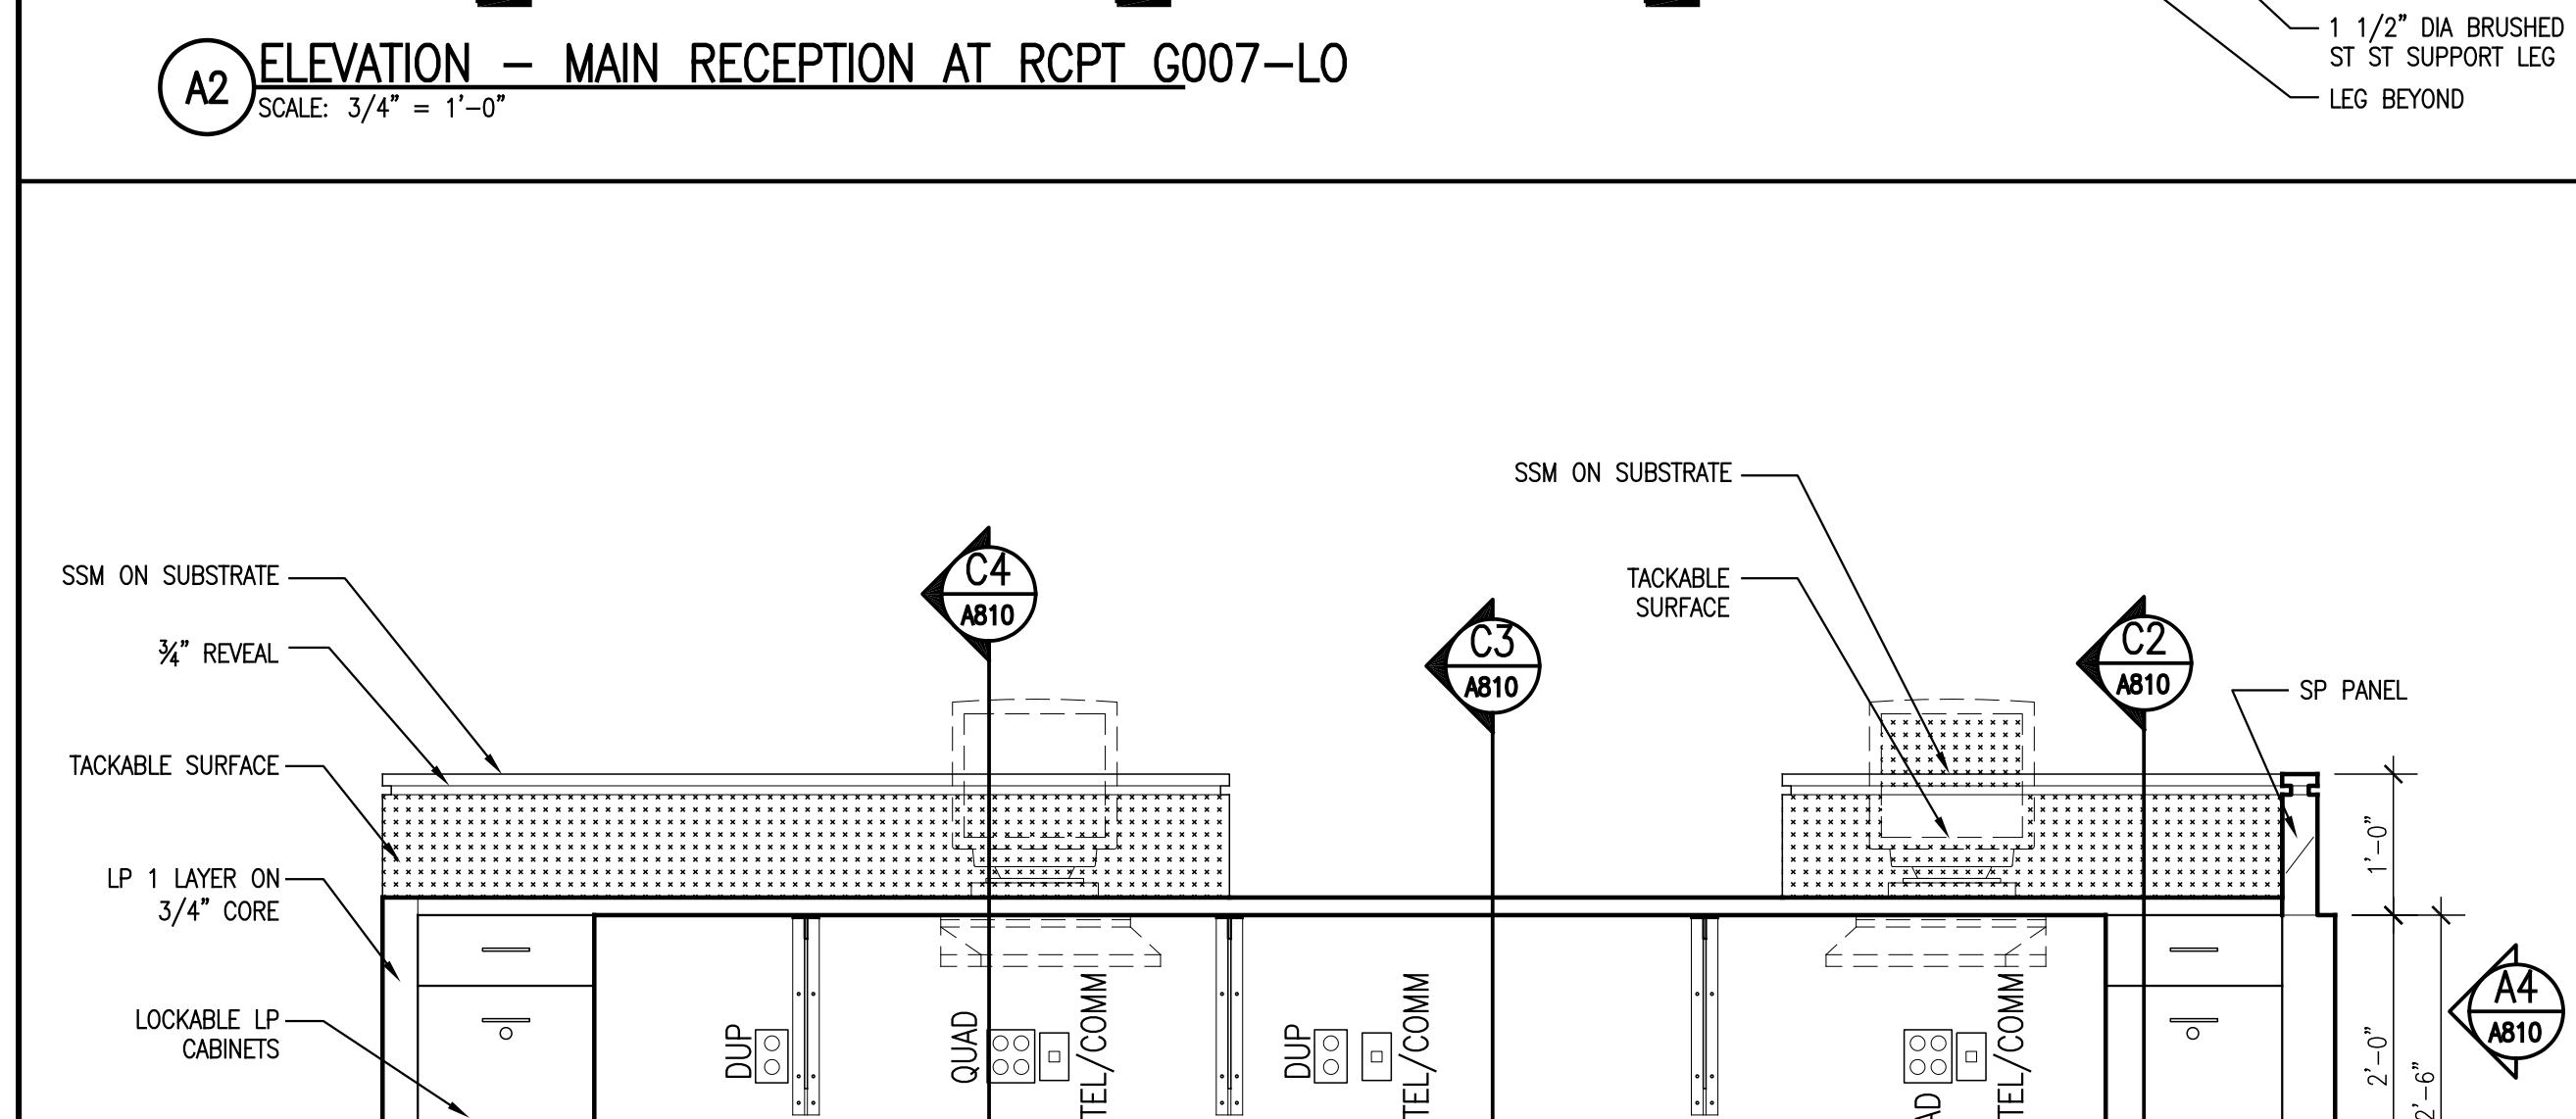 1 1/2" DIA BRUSHED
ST ST SUPPORT LEG
LEG BEYOND
A2
ELEVATION – MAIN RECEPTION AT RCPT G007–LO
SCALE: 3/4" = 1'–0"
SSM ON SUBSTRATE
TACKABLE
SURFACE
SSM ON SUBSTRATE
¾" REVEAL
TACKABLE SURFACE
LP 1 LAYER ON
3/4" CORE
LOCKABLE LP
CABINETS
C4
A810
C3
A810
C2
A810
SP PANEL
1'–0"
2'–0"
2'–6"
A4
A810
DUP
QUAD
TEL/COMM
DUP
TEL/COMM
TEL/COMM